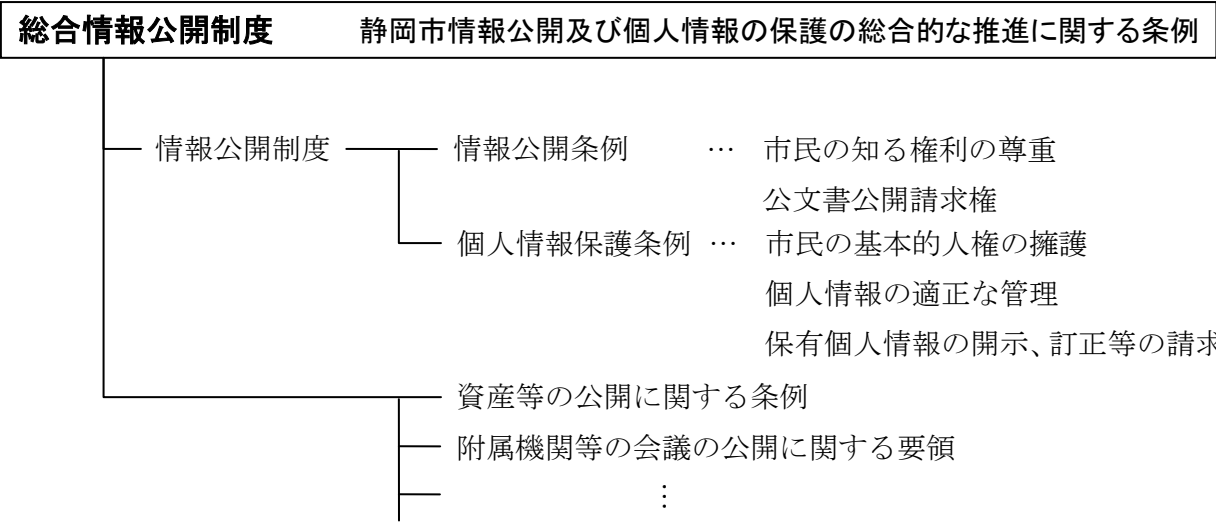 総合情報公開制度 静岡市情報公開及び個人情報の保護の総合的な推進に関する条例
情報公開制度 情報公開条例 … 市民の知る権利の尊重
公文書公開請求権
個人情報保護条例 … 市民の基本的人権の擁護
個人情報の適正な管理
保有個人情報の開示、訂正等の請求
資産等の公開に関する条例
附属機関等の会議の公開に関する要領
⋮